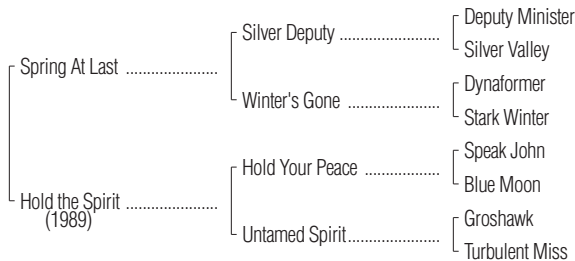 Deputy Minister
Silver Deputy ........................
Silver Valley
Spring At Last ......................
Dynaformer
Winter's Gone ......................
Stark Winter
Speak John
Hold Your Peace ..................
Blue Moon
Hold the Spirit ......................
(1989)
Groshawk
Untamed Spirit......................
Turbulent Miss